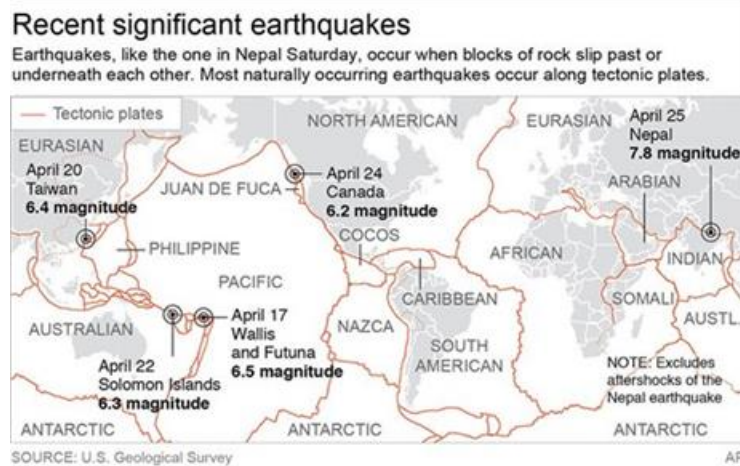 Recent significant earthquakes
Earthquakes, like the one in Nepal Saturday, occur when blocks of rock slip past or
underneath each other. Most naturally occurring earthquakes occur along tectonic plates.
Tectonic plates
EURASIAN
April 20
Taiwan
6.4 magnitude
NORTH AMERICAN
JUAN DE FUCA
April 24
Canada
6.2 magnitude
EURASIAN
April 25
Nepal
7.8 magnitude
ARABIAN
PHILIPPINE
COCOS
AFRICAN
INDIAN
PACIFIC
CARIBBEAN
SOMALI
AUSTRALIAN
April 17
Wallis
and Futuna
6.5 magnitude
NAZCA
SOUTH
AMERICAN
AUSTL.
April 22
Solomon Islands
6.3 magnitude
NOTE: Excludes
aftershocks of the
Nepal earthquake
ANTARCTIC
ANTARCTIC
ANTARCTIC
SOURCE: U.S. Geological Survey
AP